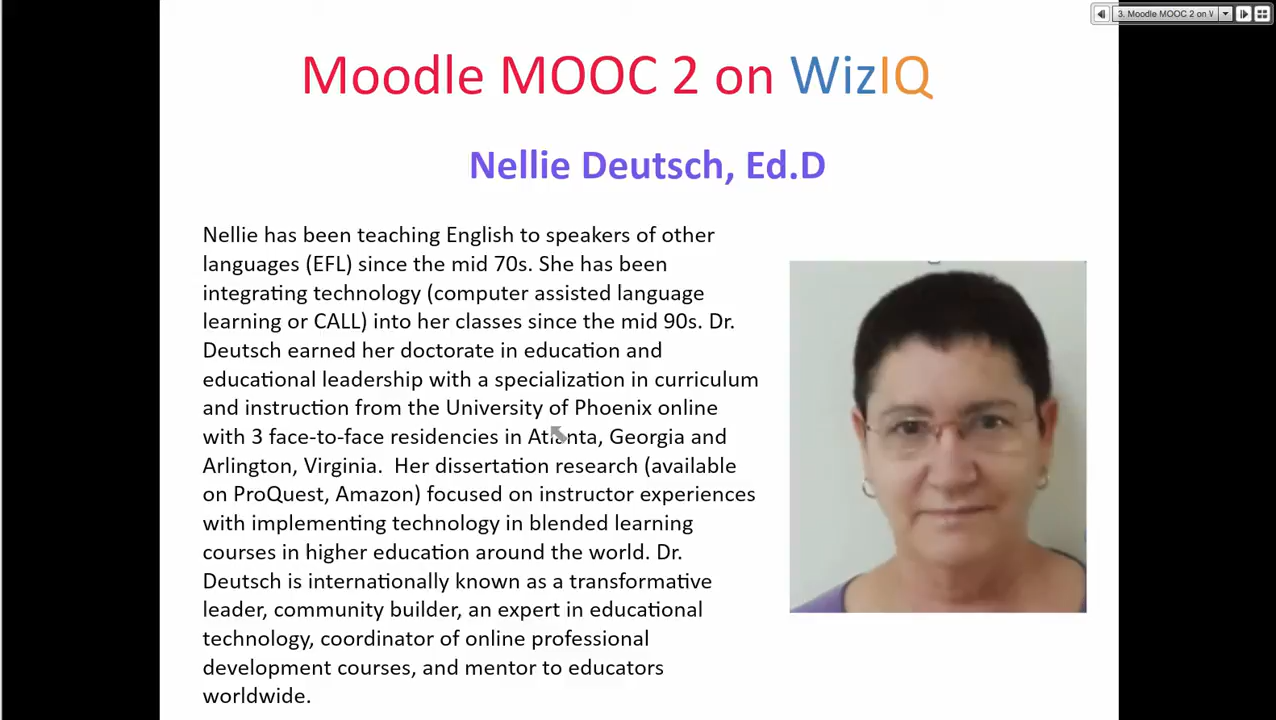 3. Moodle MOOC 2 on W
Moodle MOOC 2 on WizIQ
Nellie Deutsch, Ed.D
Nellie has been teaching English to speakers of other
languages (EFL) since the mid 70s. She has been
integrating technology (computer assisted language
learning or CALL) into her classes since the mid 90s. Dr.
Deutsch earned her doctorate in education and
educational leadership with a specialization in curriculum
and instruction from the University of Phoenix online
with 3 face-to-face residencies in Atlanta, Georgia and
Arlington, Virginia.  Her dissertation research (available
on ProQuest, Amazon) focused on instructor experiences
with implementing technology in blended learning
courses in higher education around the world. Dr.
Deutsch is internationally known as a transformative
leader, community builder, an expert in educational
technology, coordinator of online professional
development courses, and mentor to educators
worldwide.